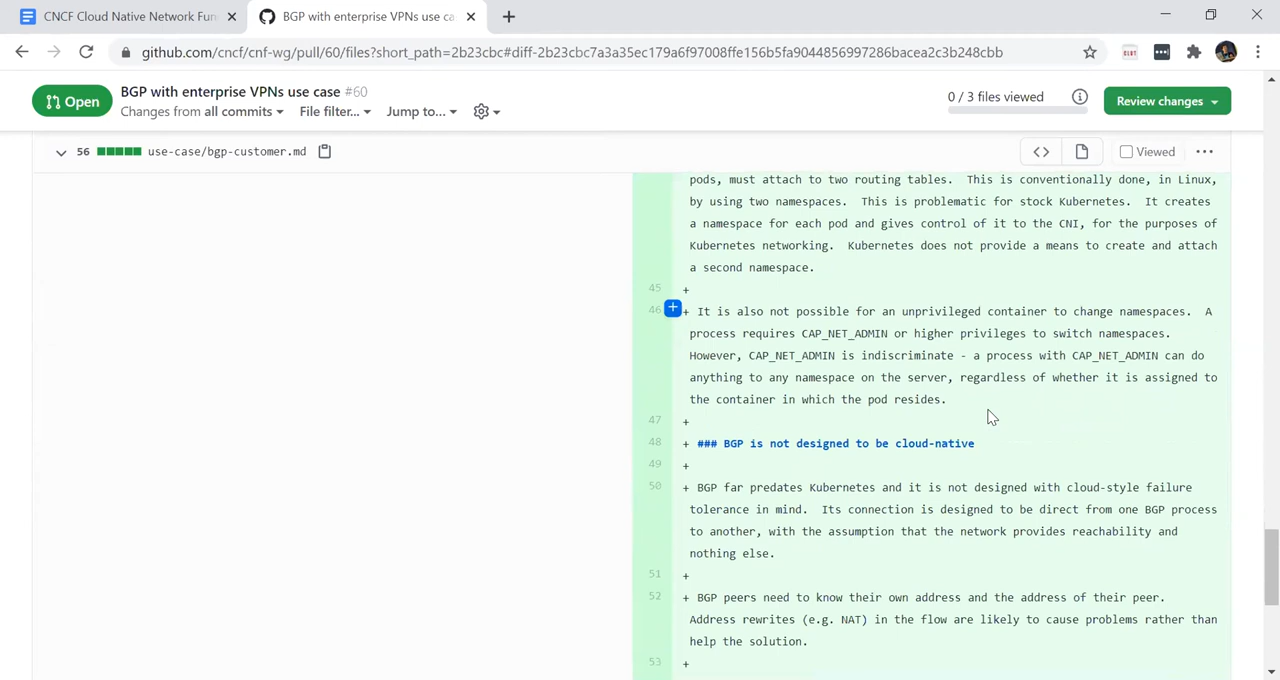 CNCF Cloud Native Network Fun
BGP with enterprise VPNs use ca
github.com/cncf/cnf-wg/pull/60/files?short_path=2b23cbc#diff-2b23cbc7a3a35ec179a6f97008ffe156b5fa9044856997286bacea2c3b248cbb
Open
BGP with enterprise VPNs use case #60
Changes from all commits
File filter...
Jump to...
0 / 3 files viewed
Review changes
56
use-case/bgp-customer.md
Viewed
pods, must attach to two routing tables.  This is conventionally done, in Linux,
by using two namespaces.  This is problematic for stock Kubernetes.  It creates
a namespace for each pod and gives control of it to the CNI, for the purposes of
Kubernetes networking.  Kubernetes does not provide a means to create and attach
a second namespace.
45 +
46 + It is also not possible for an unprivileged container to change namespaces.  A
process requires CAP_NET_ADMIN or higher privileges to switch namespaces.
However, CAP_NET_ADMIN is indiscriminate - a process with CAP_NET_ADMIN can do
anything to any namespace on the server, regardless of whether it is assigned to
the container in which the pod resides.
47 +
48 + ### BGP is not designed to be cloud-native
49 +
50 + BGP far predates Kubernetes and it is not designed with cloud-style failure
tolerance in mind.  Its connection is designed to be direct from one BGP process
to another, with the assumption that the network provides reachability and
nothing else.
51 +
52 + BGP peers need to know their own address and the address of their peer.
Address rewrites (e.g. NAT) in the flow are likely to cause problems rather than
help the solution.
53 +